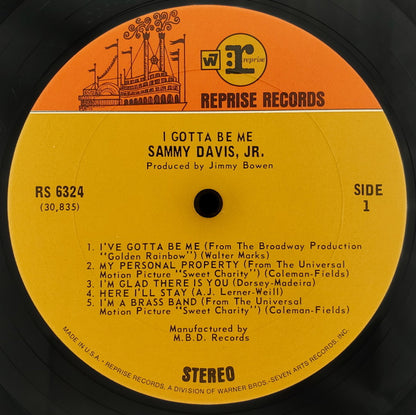 W r reprise
REPRISE RECORDS
I GOTTA BE ME
SAMMY DAVIS, JR.
Produced by Jimmy Bowen
RS 6324
(30,835)
SIDE
1
1. I'VE GOTTA BE ME (From The Broadway Production
"Golden Rainbow") (Walter Marks)
2. MY PERSONAL PROPERTY (From The Universal
Motion Picture "Sweet Charity") (Coleman-Fields)
3. I'M GLAD THERE IS YOU (Dorsey-Madeira)
4. HERE I'LL STAY (A.J. Lerner-Weill)
5. I'M A BRASS BAND (From The Universal
Motion Picture "Sweet Charity") (Coleman-Fields)
Manufactured by
M.B.D. Records
STEREO
MADE IN U.S.A. - REPRISE RECORDS, A DIVISION OF WARNER BROS.-SEVEN ARTS RECORDS, INC.